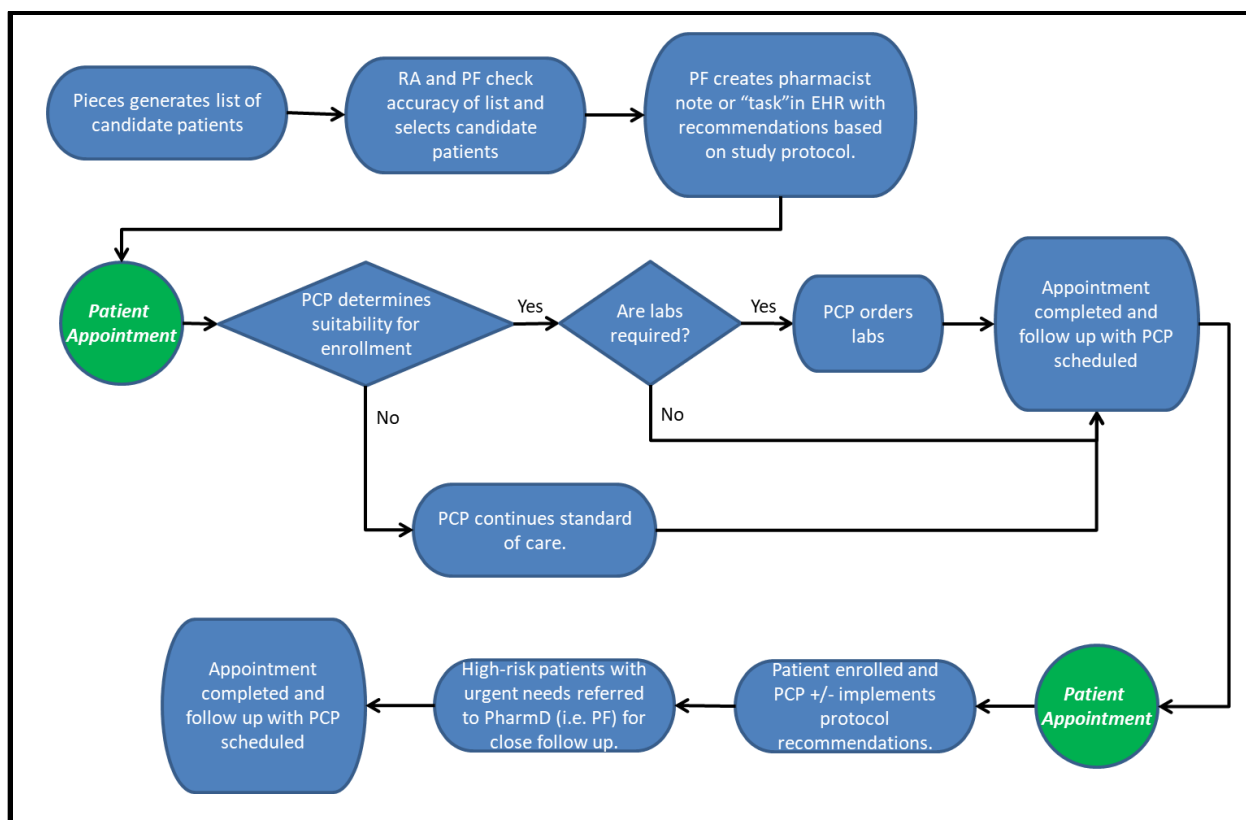 Pieces generates list of
candidate patients
RA and PF check
accuracy of list and
selects candidate
patients
PF creates pharmacist
note or “task”in EHR with
recommendations based
on study protocol.
Patient
Appointment
PCP determines
suitability for
enrollment
Yes
No
Are labs
required?
Yes
No
PCP orders
labs
Appointment
completed and
follow up with PCP
scheduled
PCP continues standard
of care.
Patient
Appointment
Patient enrolled and
PCP +/- implements
protocol
recommendations.
High-risk patients with
urgent needs referred
to PharmD (i.e. PF) for
close follow up.
Appointment
completed and
follow up with PCP
scheduled